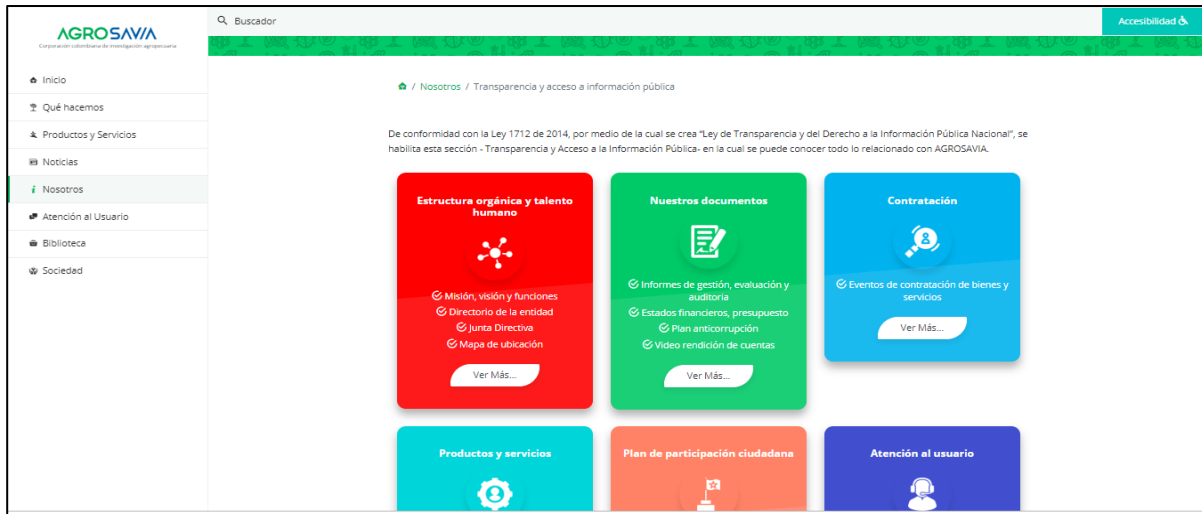 AGROSAVIA
Corporación colombiana de investigación agropecuaria
Buscador
Accesibilidad
Inicio
Qué hacemos
Productos y Servicios
Noticias
Nosotros
Atención al Usuario
Biblioteca
Sociedad
/ Nosotros / Transparencia y acceso a información pública
De conformidad con la Ley 1712 de 2014, por medio de la cual se crea “Ley de Transparencia y del Derecho a la Información Pública Nacional”, se
habilita esta sección - Transparencia y Acceso a la Información Pública- en la cual se puede conocer todo lo relacionado con AGROSAVIA.
Estructura orgánica y talento
humano
Misión, visión y funciones
Directorio de la entidad
Junta Directiva
Mapa de ubicación
Ver Más...
Nuestros documentos
Informes de gestión, evaluación y
auditoria
Estados financieros, presupuesto
Plan anticorrupción
Video rendición de cuentas
Ver Más...
Contratación
Eventos de contratación de bienes y
servicios
Ver Más...
Productos y servicios
Plan de participación ciudadana
Atención al usuario